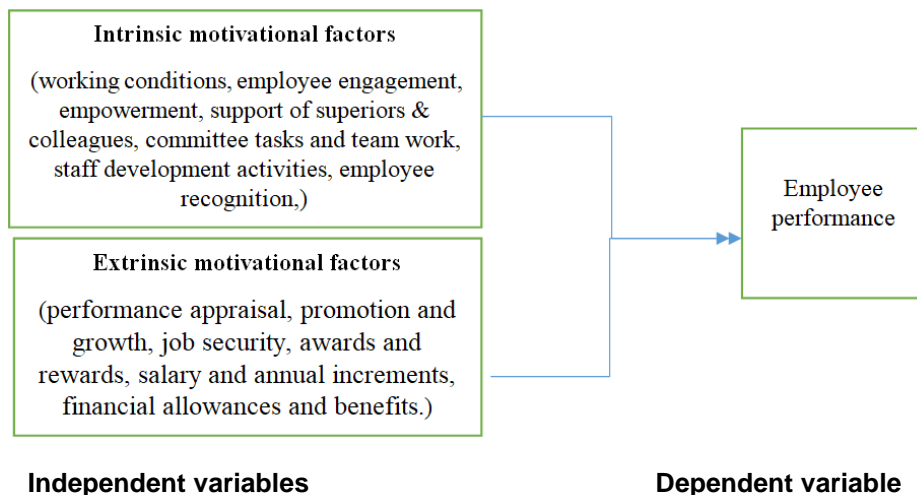 Intrinsic motivational factors
(working conditions, employee engagement,
empowerment, support of superiors &
colleagues, committee tasks and team work,
staff development activities, employee
recognition,)
Extrinsic motivational factors
(performance appraisal, promotion and
growth, job security, awards and
rewards, salary and annual increments,
financial allowances and benefits.)
Employee
performance
Independent variables
Dependent variable